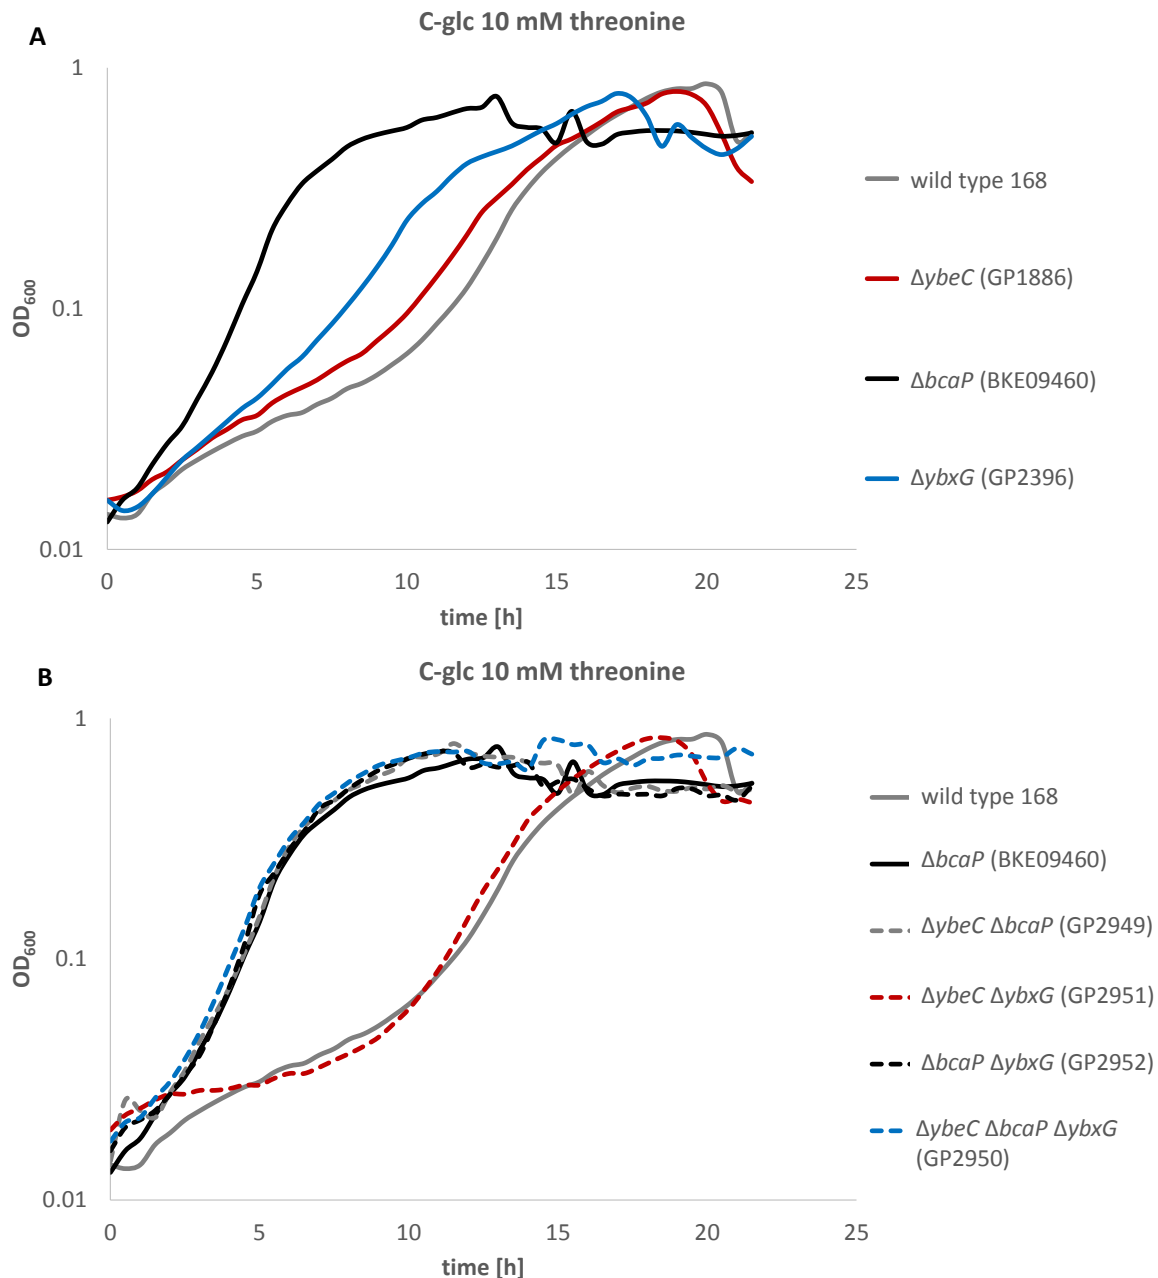 A
C-glc 10 mM threonine
1
0.1
0.01
OD600
0 5 10 15 20 25
time [h]
wild type 168
ΔybeC (GP1886)
ΔbcaP (BKE09460)
ΔybxG (GP2396)
B
C-glc 10 mM threonine
1
0.1
0.01
OD600
0 5 10 15 20 25
time [h]
wild type 168
ΔbcaP (BKE09460)
ΔybeC ΔbcaP (GP2949)
ΔybeC ΔybxG (GP2951)
ΔbcaP ΔybxG (GP2952)
ΔybeC ΔbcaP ΔybxG
(GP2950)